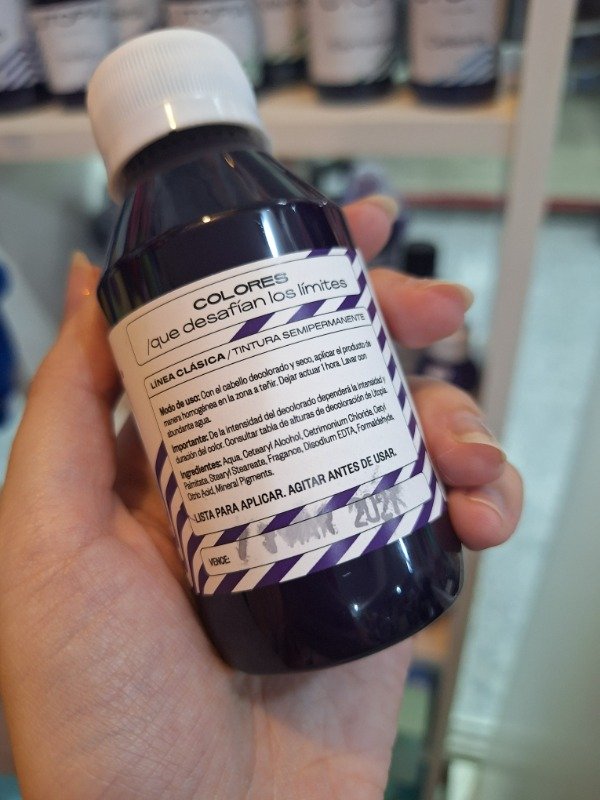 COLORES
/que desafían los límites
LÍNEA CLÁSICA / TINTURA SEMIPERMANENTE
Modo de uso: Con el cabello decolorado y seco, aplicar el producto de
manera homogénea en la zona a teñir. Dejar actuar 1 hora. Lavar con
abundante agua.
Importante: De la intensidad del decolorado dependerá la intensidad y
duración del color. Consultar tabla de alturas de decoloración de Utopía.
Ingredientes: Aqua, Cetearyl Alcohol, Cetrimonium Chloride, Cetyl
Palmitate, Stearyl Stearate, Fragance, Disodium EDTA, Formaldehyde,
Citric Acid, Mineral Pigments.
LISTA PARA APLICAR. AGITAR ANTES DE USAR.
VENCE: